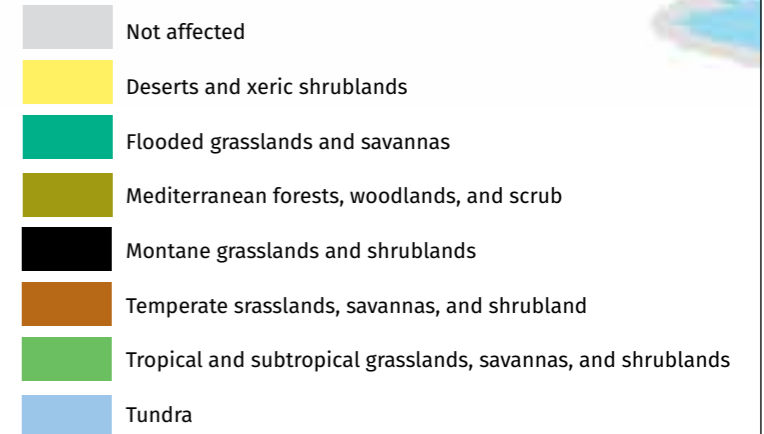 Not affected
Deserts and xeric shrublands
Flooded grasslands and savannas
Mediterranean forests, woodlands, and scrub
Montane grasslands and shrublands
Temperate srasslands, savannas, and shrubland
Tropical and subtropical grasslands, savannas, and shrublands
Tundra